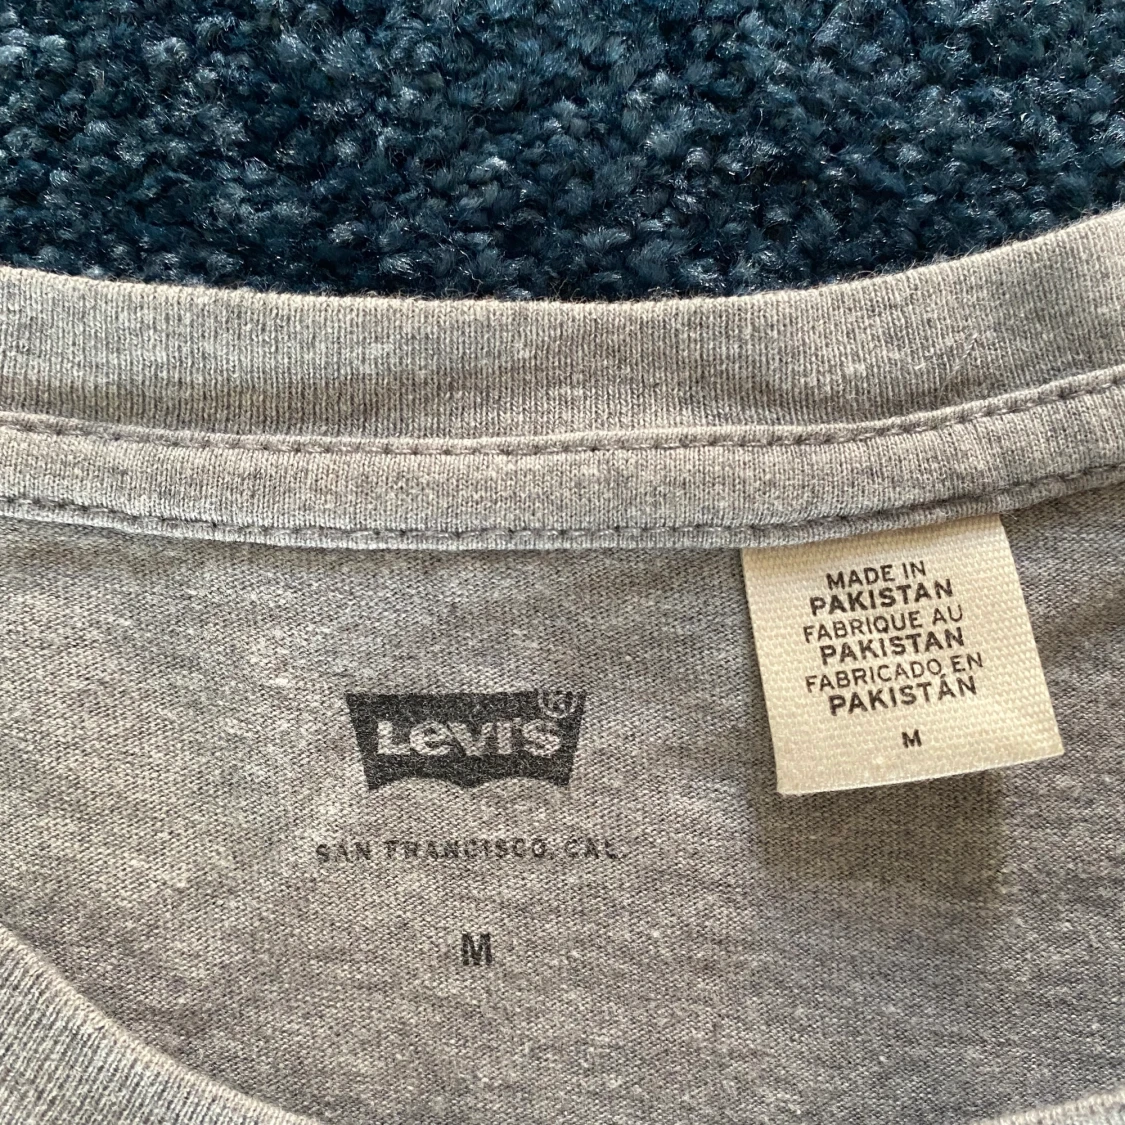 MADE IN
PAKISTAN
FABRIQUE AU
PAKISTAN
FABRICADO EN
PAKISTÁN
M
Levi's®
SAN FRANCISCO, CAL.
M